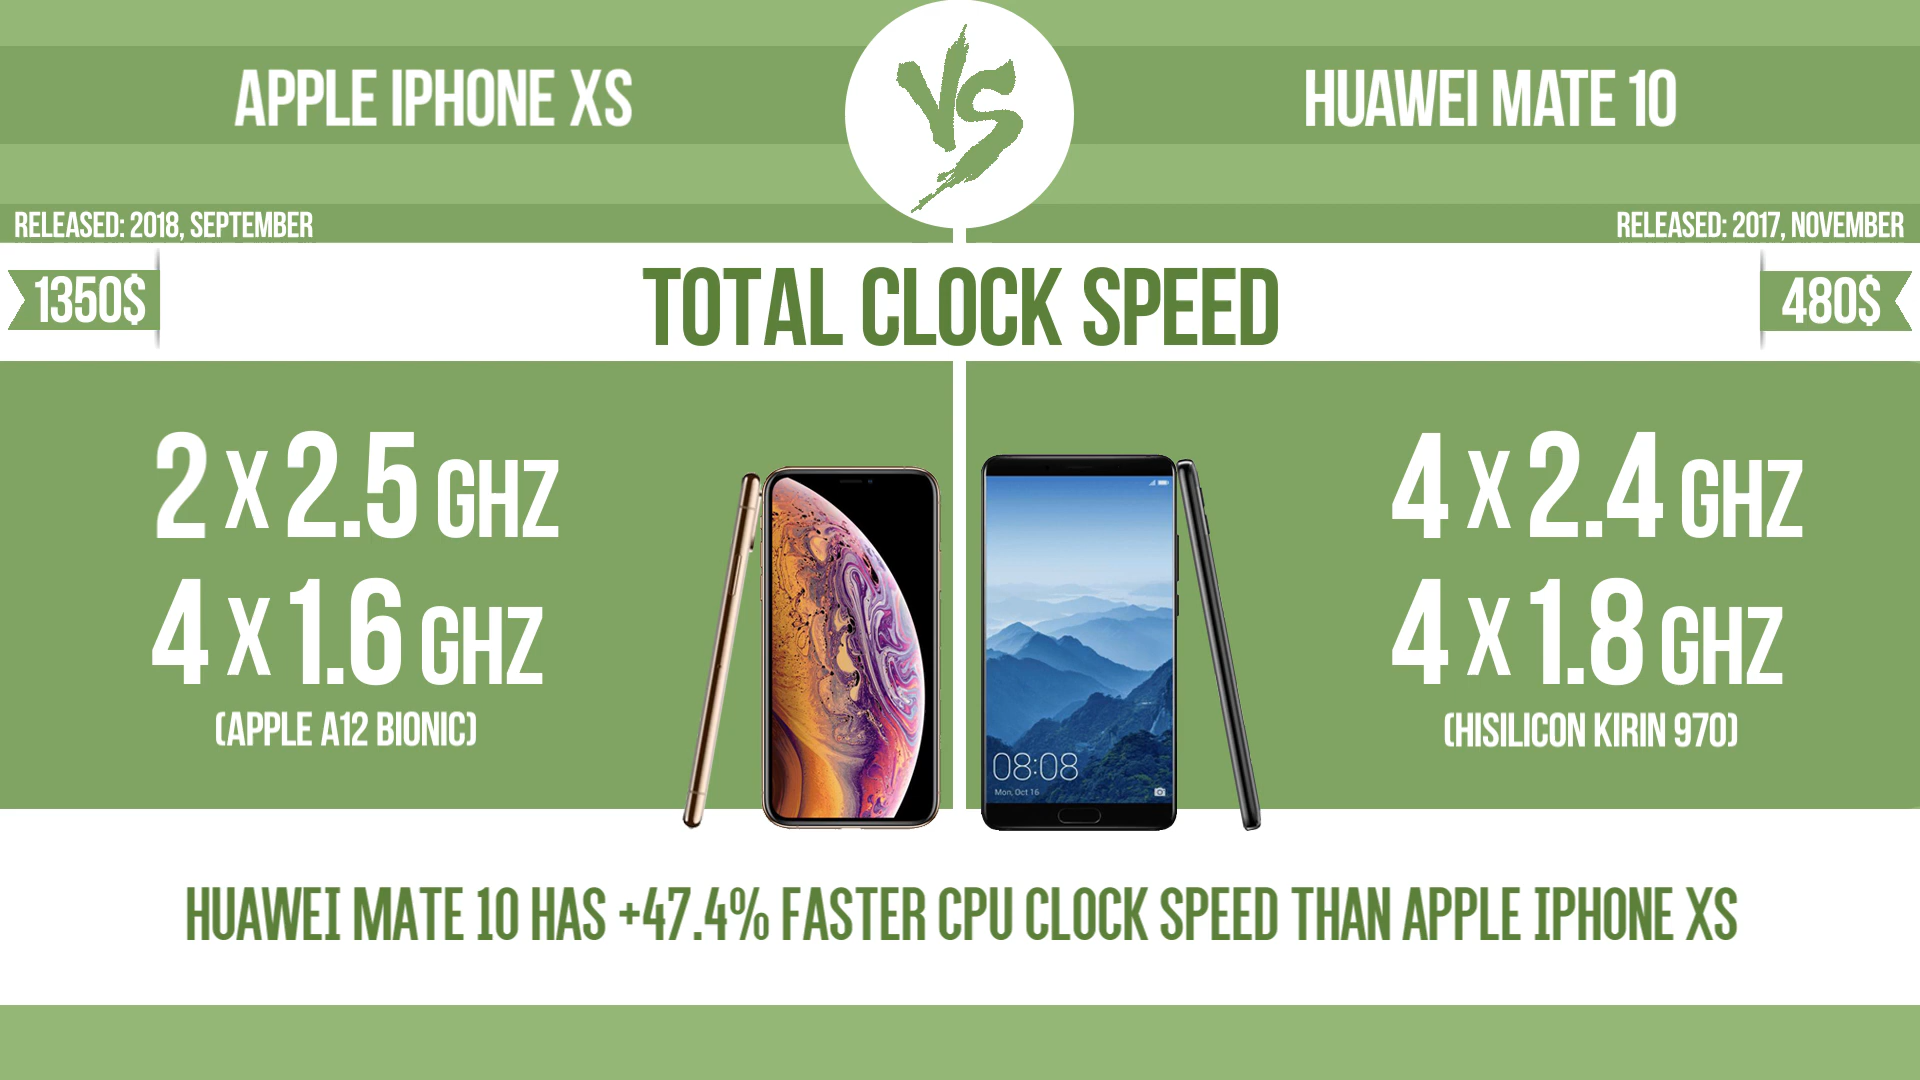 APPLE IPHONE XS
VS
HUAWEI MATE 10
RELEASED: 2018, SEPTEMBER
RELEASED: 2017, NOVEMBER
1350$
TOTAL CLOCK SPEED
480$
2 X 2.5 GHZ
4 X 1.6 GHZ
(APPLE A12 BIONIC)
4 X 2.4 GHZ
4 X 1.8 GHZ
(HISILICON KIRIN 970)
08:08
Mon, Oct 16
HUAWEI MATE 10 HAS +47.4% FASTER CPU CLOCK SPEED THAN APPLE IPHONE XS